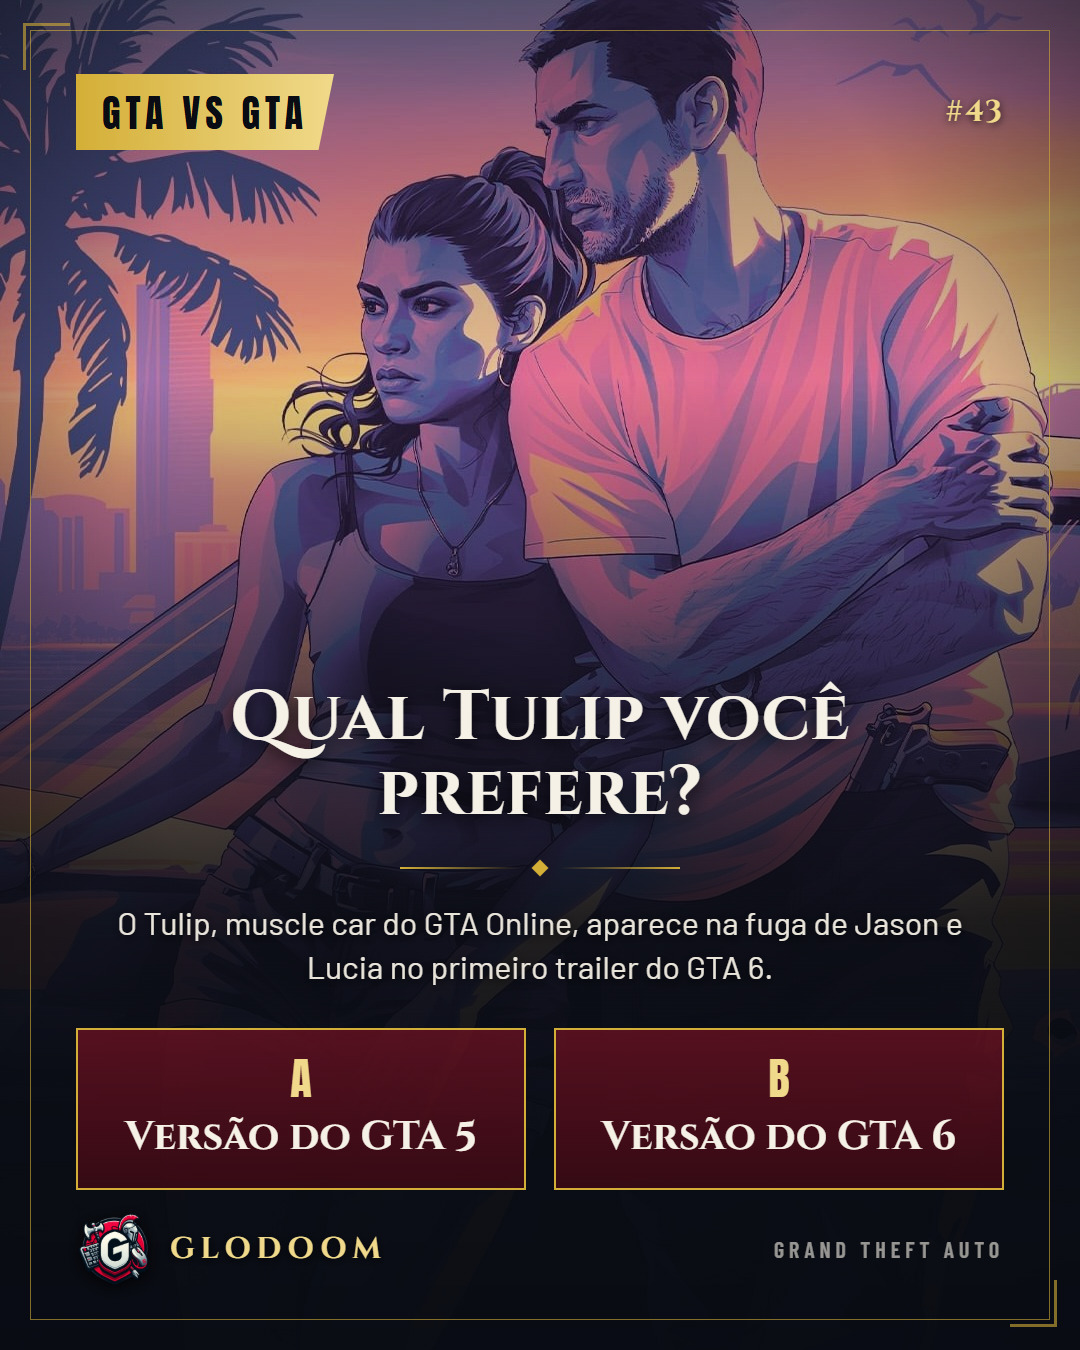 GTA VS GTA
#43
Qual Tulip você
prefere?
O Tulip, muscle car do GTA Online, aparece na fuga de Jason e
Lucia no primeiro trailer do GTA 6.
A
Versão do GTA 5
B
Versão do GTA 6
G
GLODOOM
GRAND THEFT AUTO